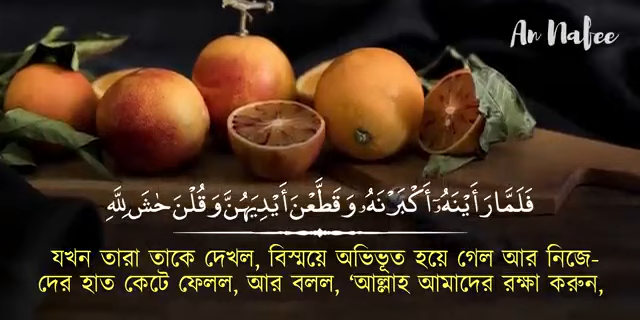 An Nafee
فَلَمَّا رَأَيْنَهُۥٓ أَكْبَرْنَهُۥ وَقَطَّعْنَ أَيْدِيَهُنَّ وَقُلْنَ حَٰشَ لِلَّهِ
যখন তারা তাকে দেখল, বিস্ময়ে অভিভূত হয়ে গেল আর নিজে-
দের হাত কেটে ফেলল, আর বলল, ‘আল্লাহ আমাদের রক্ষা করুন,